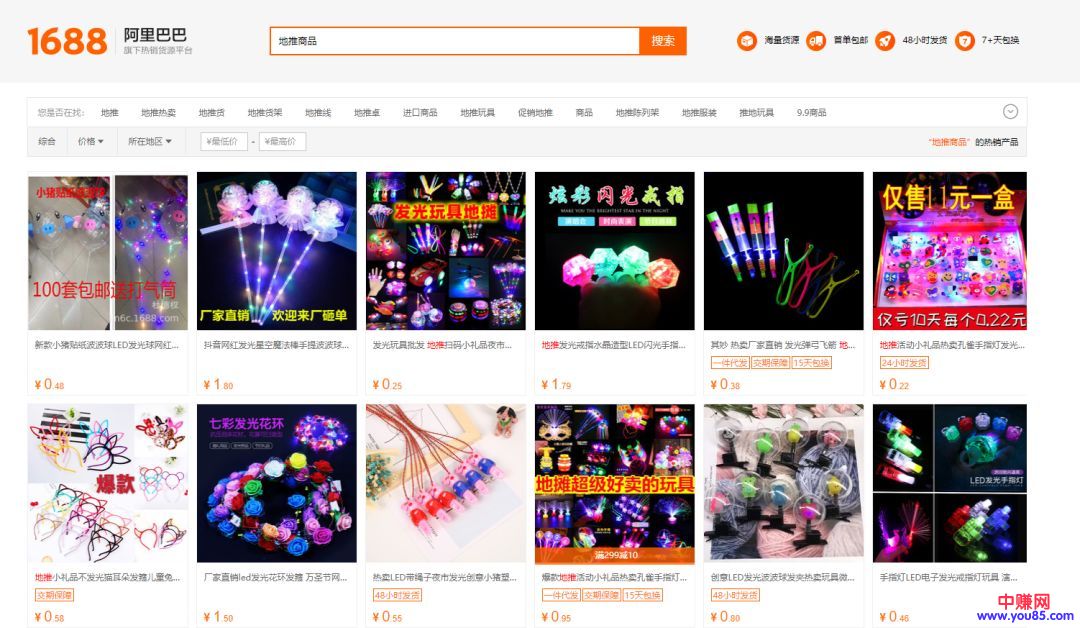 1688
阿里巴巴
旗下热销货源平台
地推商品
搜索
海量货源
首单包邮
48小时发货
7
7+天包换
您是否在找:
地推
地推热卖
地推货
地推货架
地推线
地推卓
进口商品
地推玩具
促销地推
商品
地推陈列架
地推服装
推地玩具
9.9商品
综合
价格
所在地区
¥最低价
-
¥最高价
“地推商品” 的热销产品
小猪贴纸
100套包邮送打气筒
n6c.1688.com
厂家直销
欢迎来厂砸单
发光玩具地摊
炫彩闪光戒指
MAKE YOU THE BRIGHTEST STAR IN THE NIGHT
时尚表演
仅售11元一盒
仅亏10天每个0.22元
新款小猪贴纸波波球LED发光球网红...
抖音网红发光星空魔法棒手提波波球...
发光玩具批发 地推扫码小礼品夜市...
地推发光戒指水晶造型LED闪光手指...
其妙 热卖厂家直销 发光弹弓飞箭 地...
地推活动小礼品热卖孔雀手指灯发光...
一件代发
交期保障
15天包换
24小时发货
¥ 0.48
¥ 1.80
¥ 0.25
¥ 1.79
¥ 0.38
¥ 0.22
爆款
七彩发光花环
地摊超级好卖的玩具
满299减10
LED发光手指灯
地推小礼品不发光猫耳朵发箍儿童兔...
厂家直销led发光花环发箍 万圣节网...
热卖LED带绳子夜市发光创意小猪塑...
爆款地推活动小礼品热卖孔雀手指灯...
创意LED发光波波球发夹热卖玩具微...
手指灯LED电子发光戒指灯玩具 演...
交期保障
48小时发货
一件代发
交期保障
15天包换
48小时发货
¥ 0.58
¥ 1.50
¥ 0.55
¥ 0.95
¥ 0.80
¥ 0.46
中赚网
www.you85.com